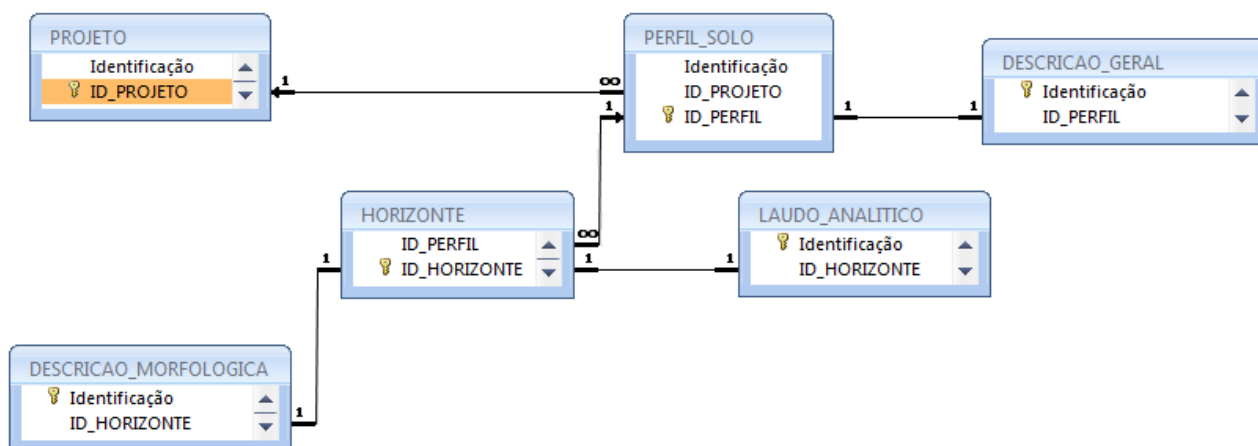 PROJETO
Identificação
ID_PROJETO
1
∞
PERFIL_SOLO
Identificação
ID_PROJETO
ID_PERFIL
1
1
1
DESCRICAO_GERAL
Identificação
ID_PERFIL
HORIZONTE
ID_PERFIL
ID_HORIZONTE
∞
1
1
1
LAUDO_ANALITICO
Identificação
ID_HORIZONTE
DESCRICAO_MORFOLOGICA
Identificação
ID_HORIZONTE
1